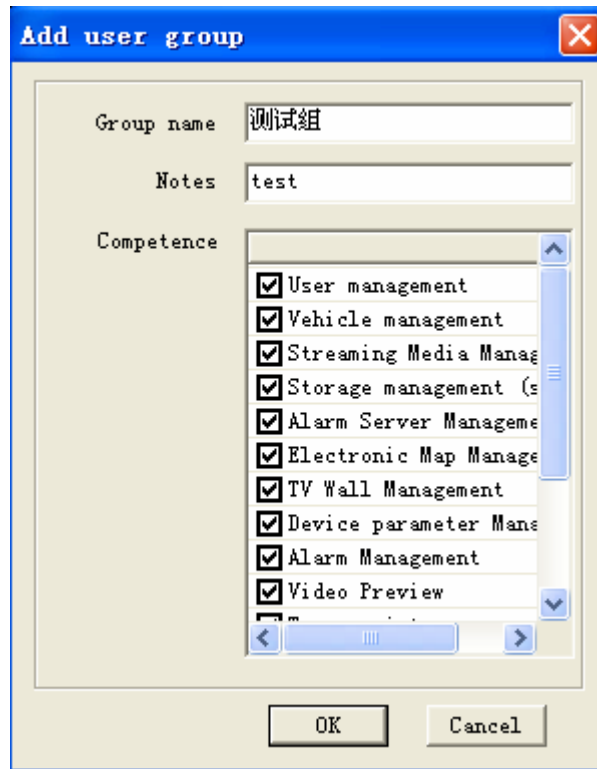 Add user group
Group name 测试组
Notes test
Competence
User management
Vehicle management
Streaming Media Manag
Storage management (s
Alarm Server Manageme
Electronic Map Manage
TV Wall Management
Device parameter Mana
Alarm Management
Video Preview
OK Cancel